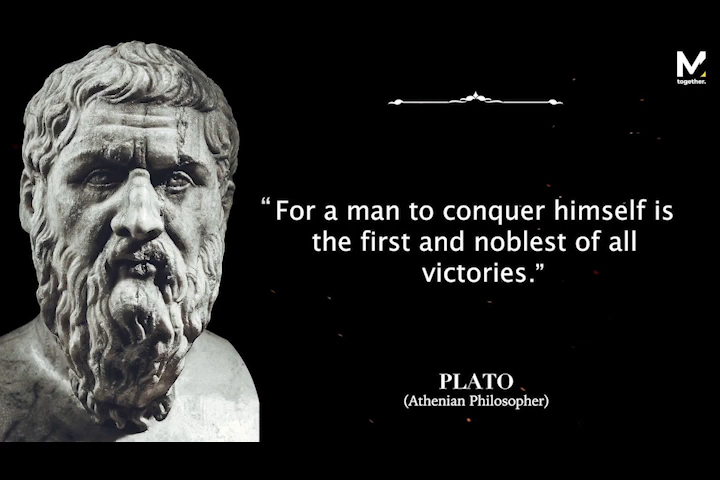 M
together.
“For a man to conquer himself is
the first and noblest of all
victories.”
PLATO
(Athenian Philosopher)